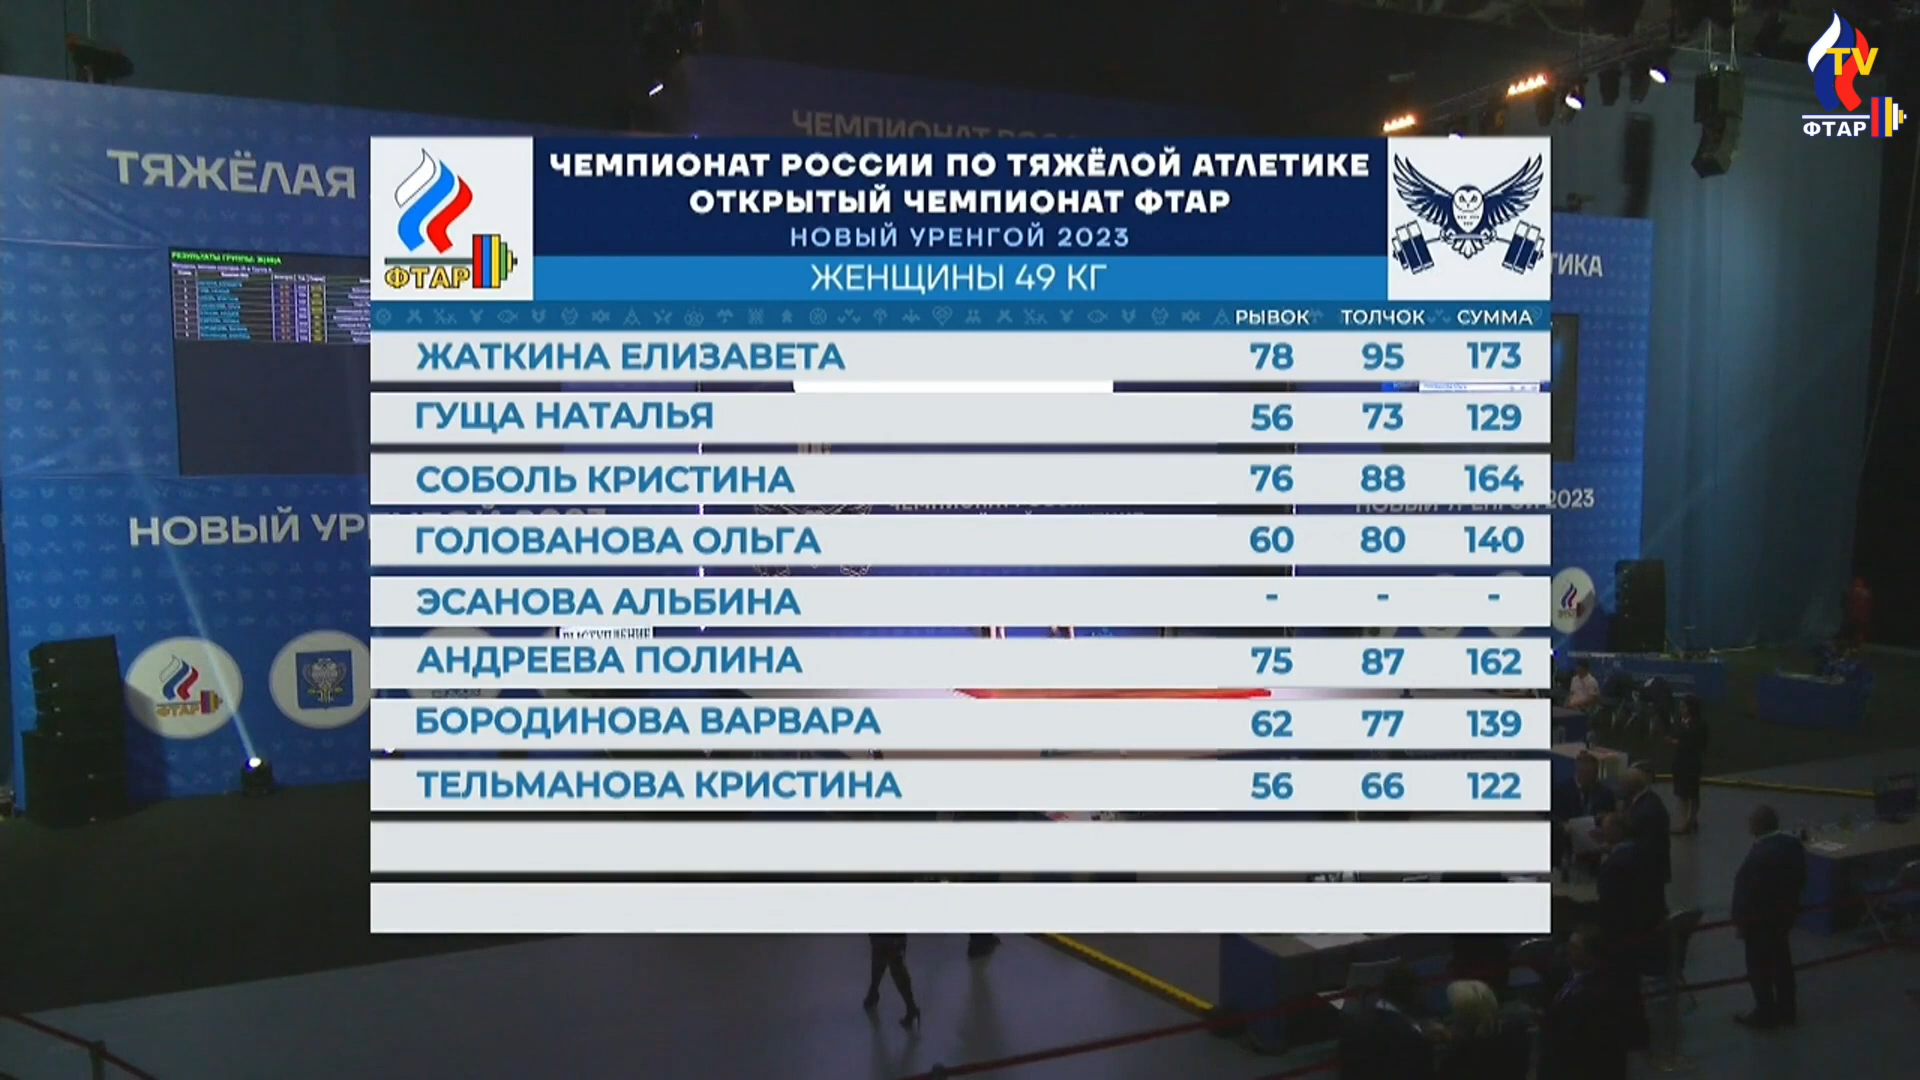 TV
ФТАР
ЧЕМПИОНАТ РОССИИ ПО ТЯЖЁЛОЙ АТЛЕТИКЕ
ОТКРЫТЫЙ ЧЕМПИОНАТ ФТАР
НОВЫЙ УРЕНГОЙ 2023
ЖЕНЩИНЫ 49 КГ
ФТАР
РЫВОК ТОЛЧОК СУММА
ЖАТКИНА ЕЛИЗАВЕТА 78 95 173
ГУЩА НАТАЛЬЯ 56 73 129
СОБОЛЬ КРИСТИНА 76 88 164
ГОЛОВАНОВА ОЛЬГА 60 80 140
ЭСАНОВА АЛЬБИНА - - -
АНДРЕЕВА ПОЛИНА 75 87 162
БОРОДИНОВА ВАРВАРА 62 77 139
ТЕЛЬМАНОВА КРИСТИНА 56 66 122
ТЯЖЁЛАЯ
НОВЫЙ УР
ФТАР
2023